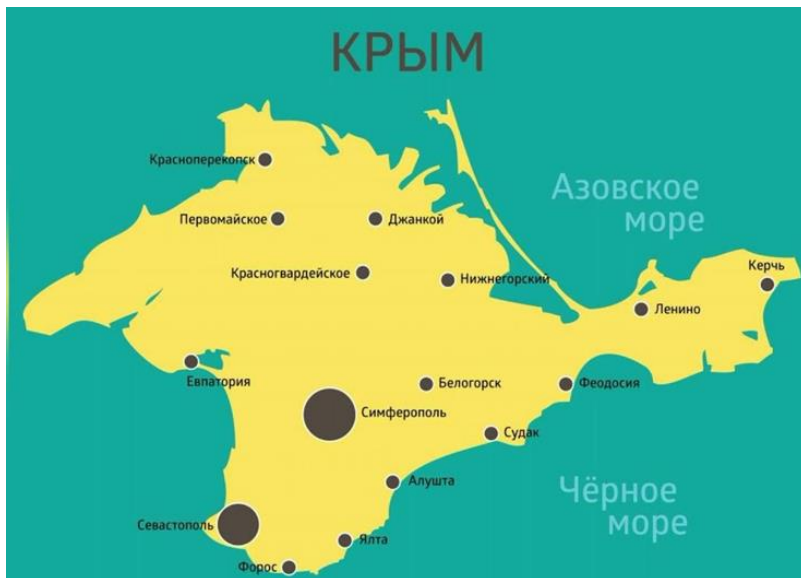 КРЫМ
Красноперекопск
Азовское
море
Первомайское
Джанкой
Керчь
Красногвардейское
Нижнегорский
Ленино
Евпатория
Белогорск
Феодосия
Симферополь
Судак
Алушта
Чёрное
море
Севастополь
Ялта
Форос